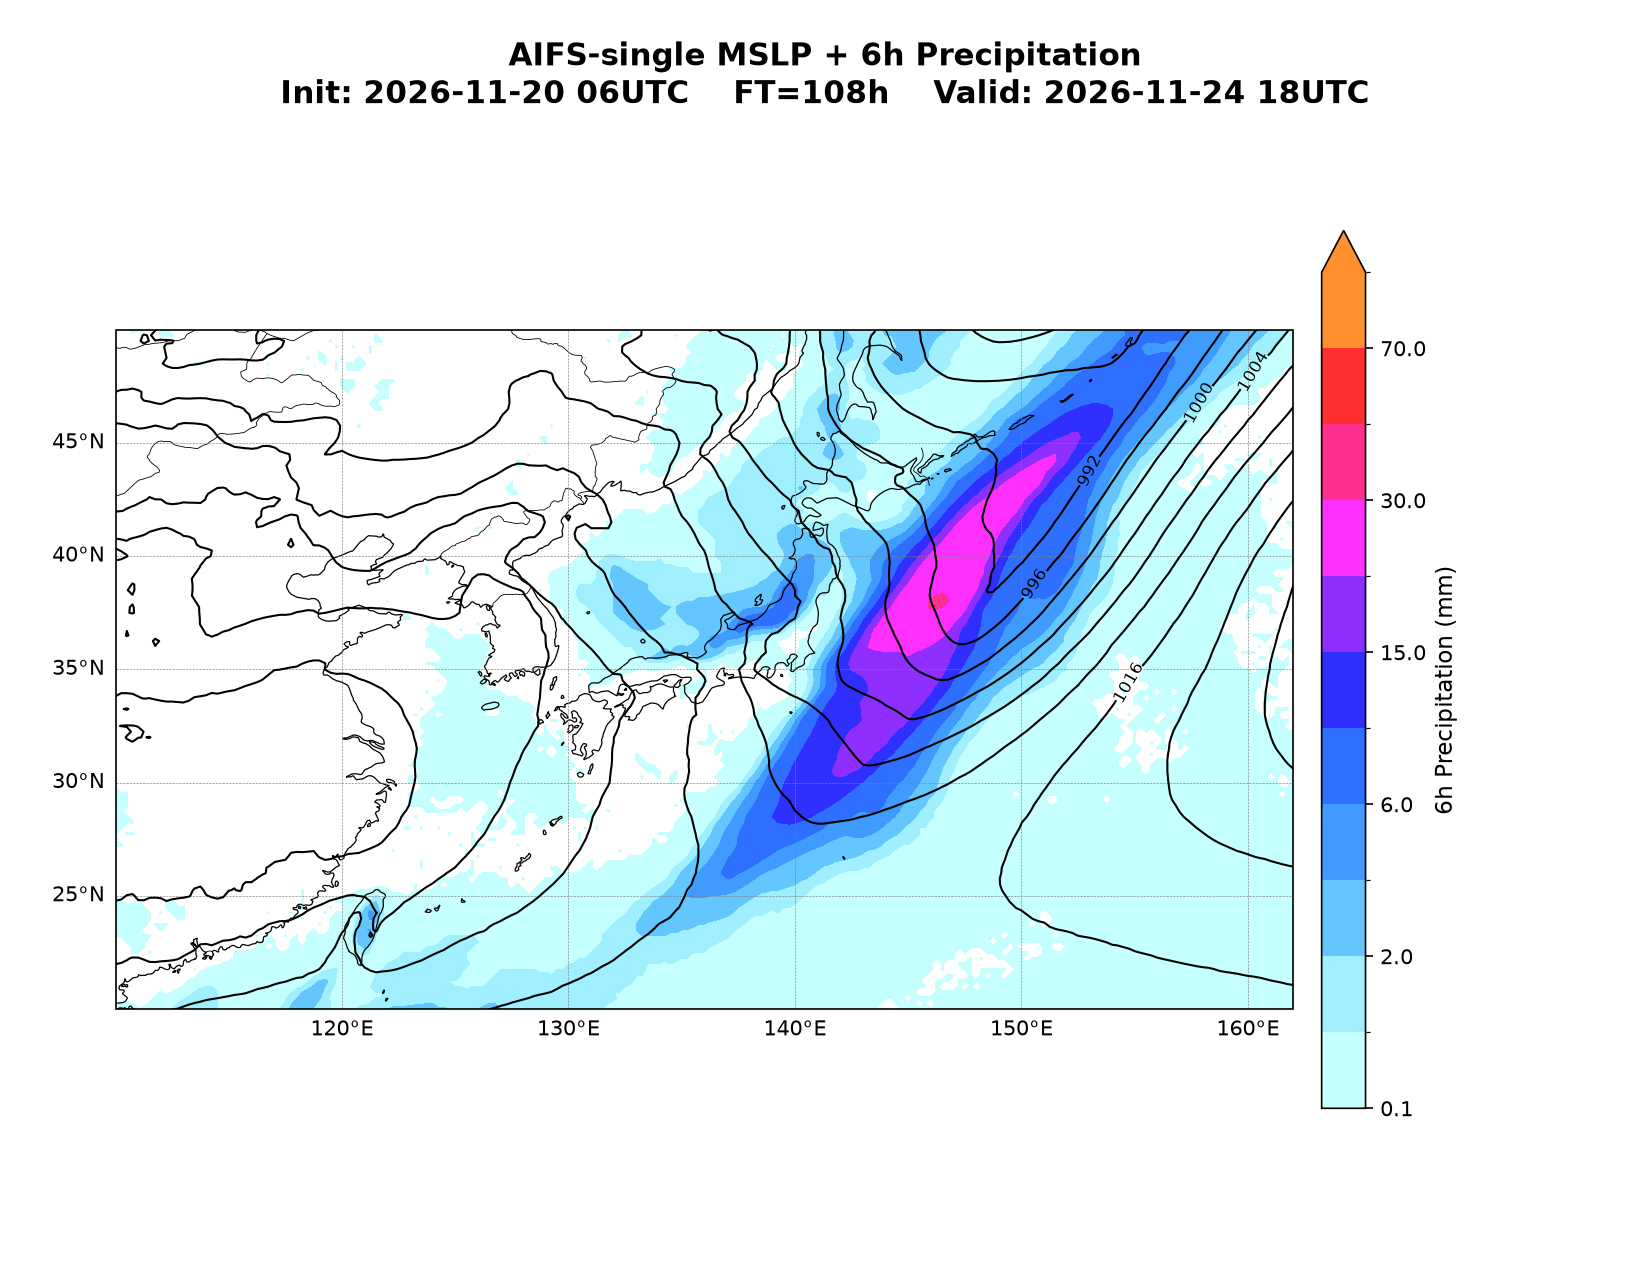 AIFS-single MSLP + 6h Precipitation
Init: 2026-11-20 06UTC    FT=108h    Valid: 2026-11-24 18UTC
70.0
1004
1000
45°N
992
30.0
40°N
996
6h Precipitation (mm)
15.0
35°N
1016
30°N
6.0
25°N
2.0
120°E
130°E
140°E
150°E
160°E
0.1